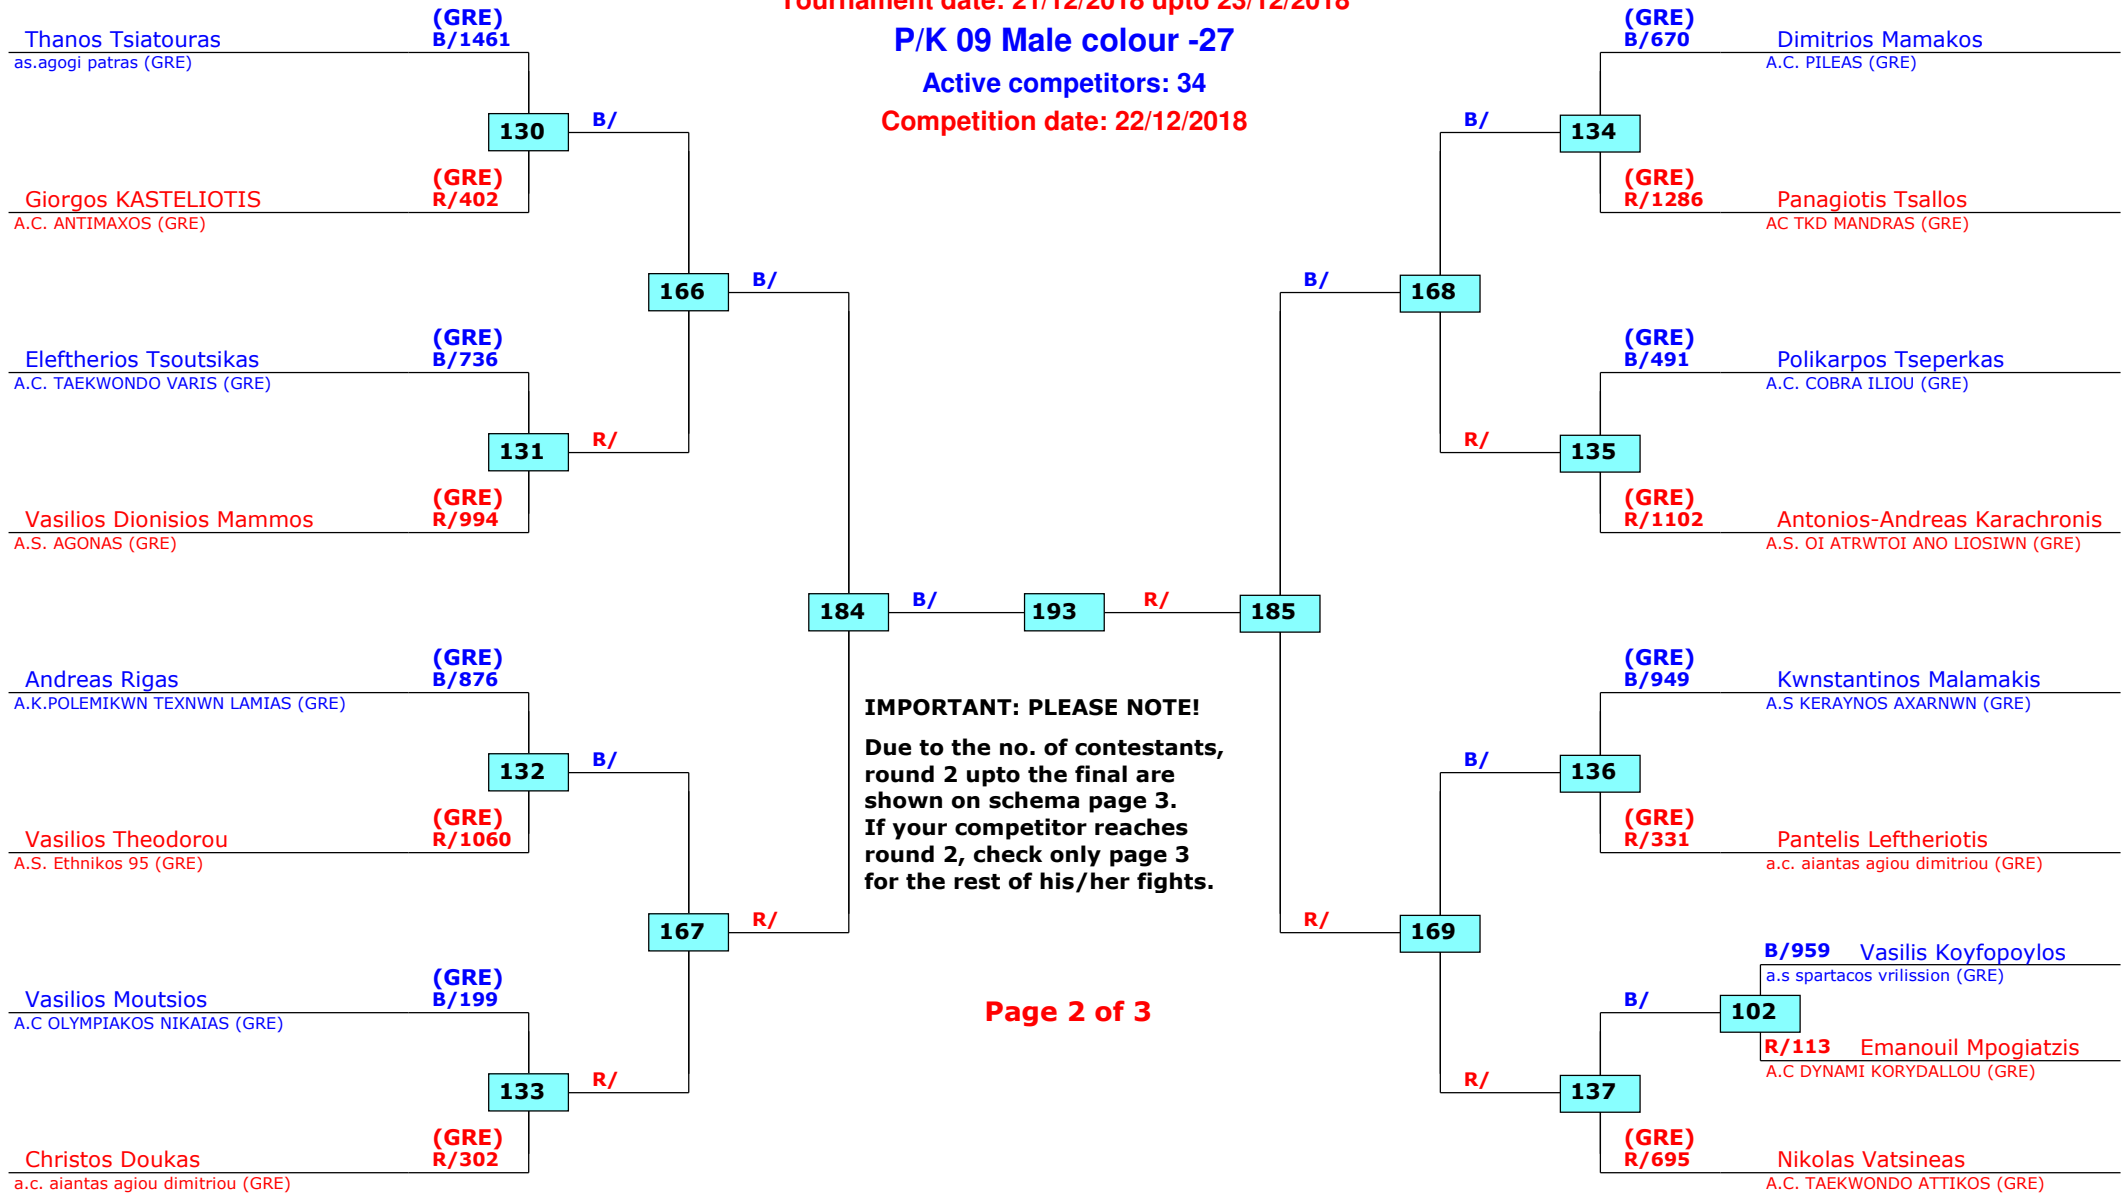 Tournament date: 21/12/2018 upto 23/12/2018
P/K 09 Male colour -27
Active competitors: 34
Competition date: 22/12/2018
(GRE)
Thanos Tsiatouras B/1461
as.agogi patras (GRE)
130 B/
(GRE)
Giorgos KASTELIOTIS R/402
A.C. ANTIMAXOS (GRE)
166 B/
(GRE)
Eleftherios Tsoutsikas B/736
A.C. TAEKWONDO VARIS (GRE)
131 R/
(GRE)
Vasilios Dionisios Mammos R/994
A.S. AGONAS (GRE)
184 B/ 193 R/ 185
(GRE)
Andreas Rigas B/876
A.K.POLEMIKWN TEXNWN LAMIAS (GRE)
132 B/
(GRE)
Vasilios Theodorou R/1060
A.S. Ethnikos 95 (GRE)
167 R/
(GRE)
Vasilios Moutsios B/199
A.C OLYMPIAKOS NIKAIAS (GRE)
133 R/
(GRE)
Christos Doukas R/302
a.c. aiantas agiou dimitriou (GRE)
IMPORTANT: PLEASE NOTE!
Due to the no. of contestants,
round 2 upto the final are
shown on schema page 3.
If your competitor reaches
round 2, check only page 3
for the rest of his/her fights.
Page 2 of 3
(GRE)
B/670 Dimitrios Mamakos
A.C. PILEAS (GRE)
B/ 134
(GRE)
R/1286 Panagiotis Tsallos
AC TKD MANDRAS (GRE)
B/ 168
(GRE)
B/491 Polikarpos Tseperkas
A.C. COBRA ILIOU (GRE)
R/ 135
(GRE)
R/1102 Antonios-Andreas Karachronis
A.S. OI ATRWTOI ANO LIOSIWN (GRE)
(GRE)
B/949 Kwnstantinos Malamakis
A.S KERAYNOS AXARNWN (GRE)
B/ 136
(GRE)
R/331 Pantelis Leftheriotis
a.c. aiantas agiou dimitriou (GRE)
R/ 169
B/959 Vasilis Koyfopoylos
a.s spartacos vrilission (GRE)
B/ 102
R/113 Emanouil Mpogiatzis
A.C DYNAMI KORYDALLOU (GRE)
R/ 137
(GRE)
R/695 Nikolas Vatsineas
A.C. TAEKWONDO ATTIKOS (GRE)